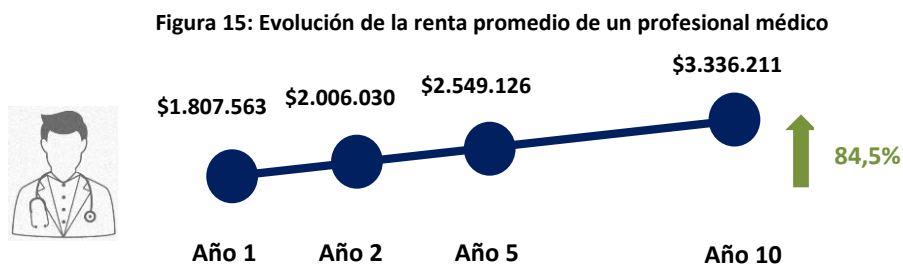 Figura 15: Evolución de la renta promedio de un profesional médico
$1.807.563 $2.006.030 $2.549.126 $3.336.211
84,5%
Año 1 Año 2 Año 5 Año 10